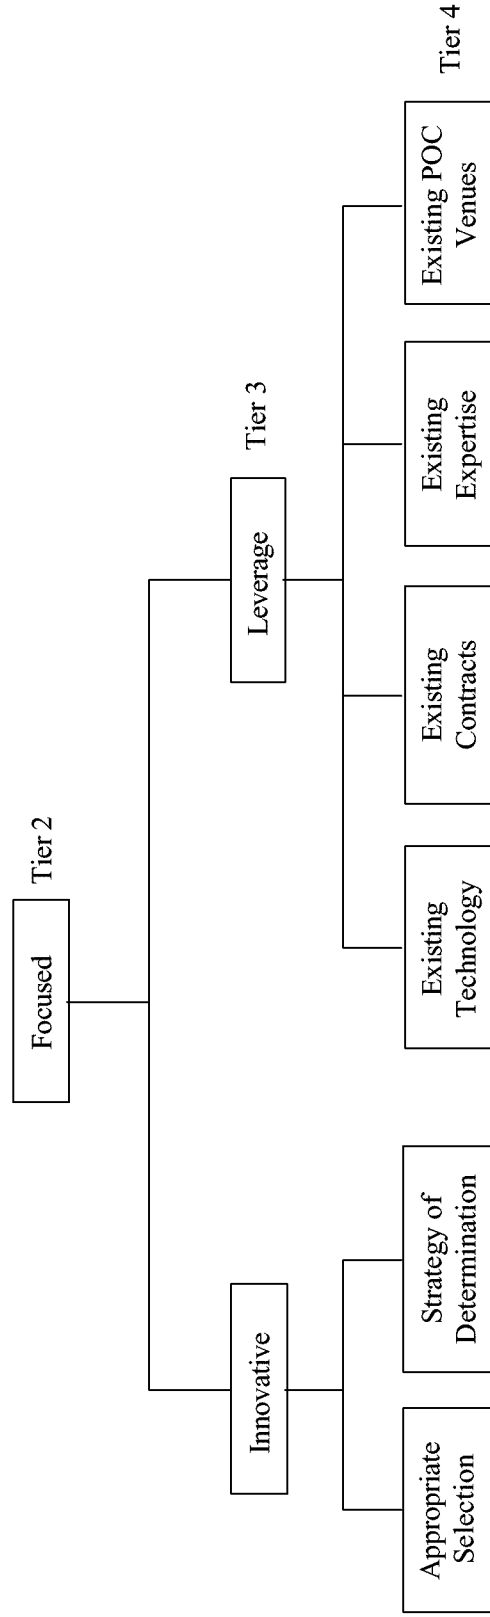 Focused
Tier 2
Innovative
Leverage
Tier 3
Appropriate
Selection
Strategy of
Determination
Existing
Technology
Existing
Contracts
Existing
Expertise
Existing POC
Venues
Tier 4